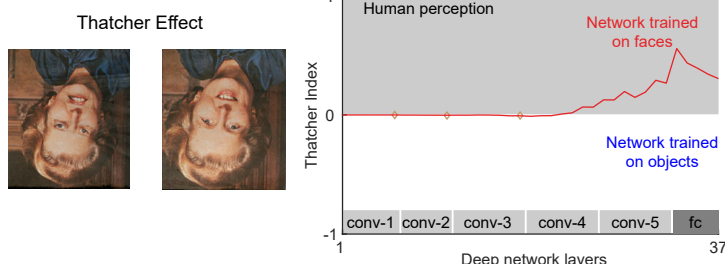 Thatcher Effect
Human perception
Network trained
on faces
Thatcher Index
0
Network trained
on objects
-1
conv-1 conv-2 conv-3 conv-4 conv-5 fc
1
37
Deep network layers